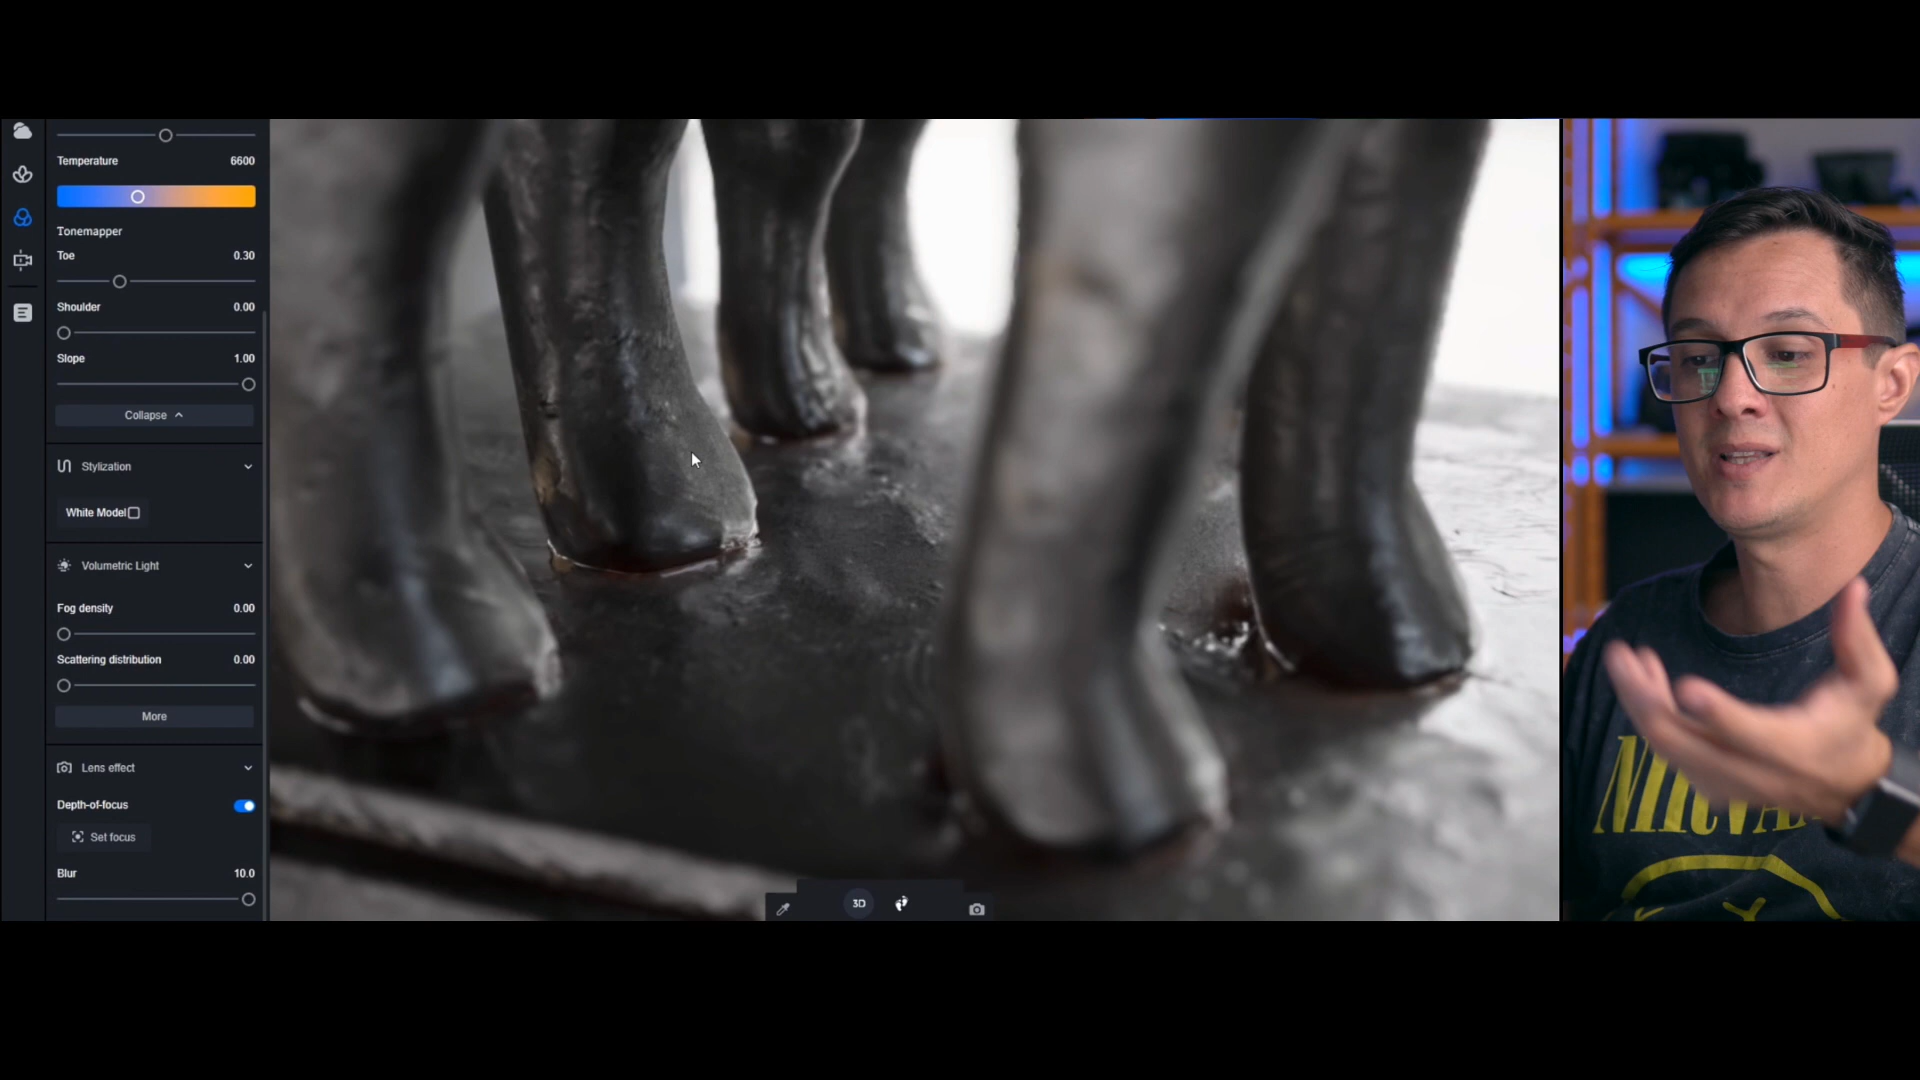 Temperature 6600
Tonemapper
Toe 0.30
Shoulder 0.00
Slope 1.00
Collapse
Stylization
White Model
Volumetric Light
Fog density 0.00
Scattering distribution 0.00
More
Lens effect
Depth-of-focus
Set focus
Blur 10.0
3D